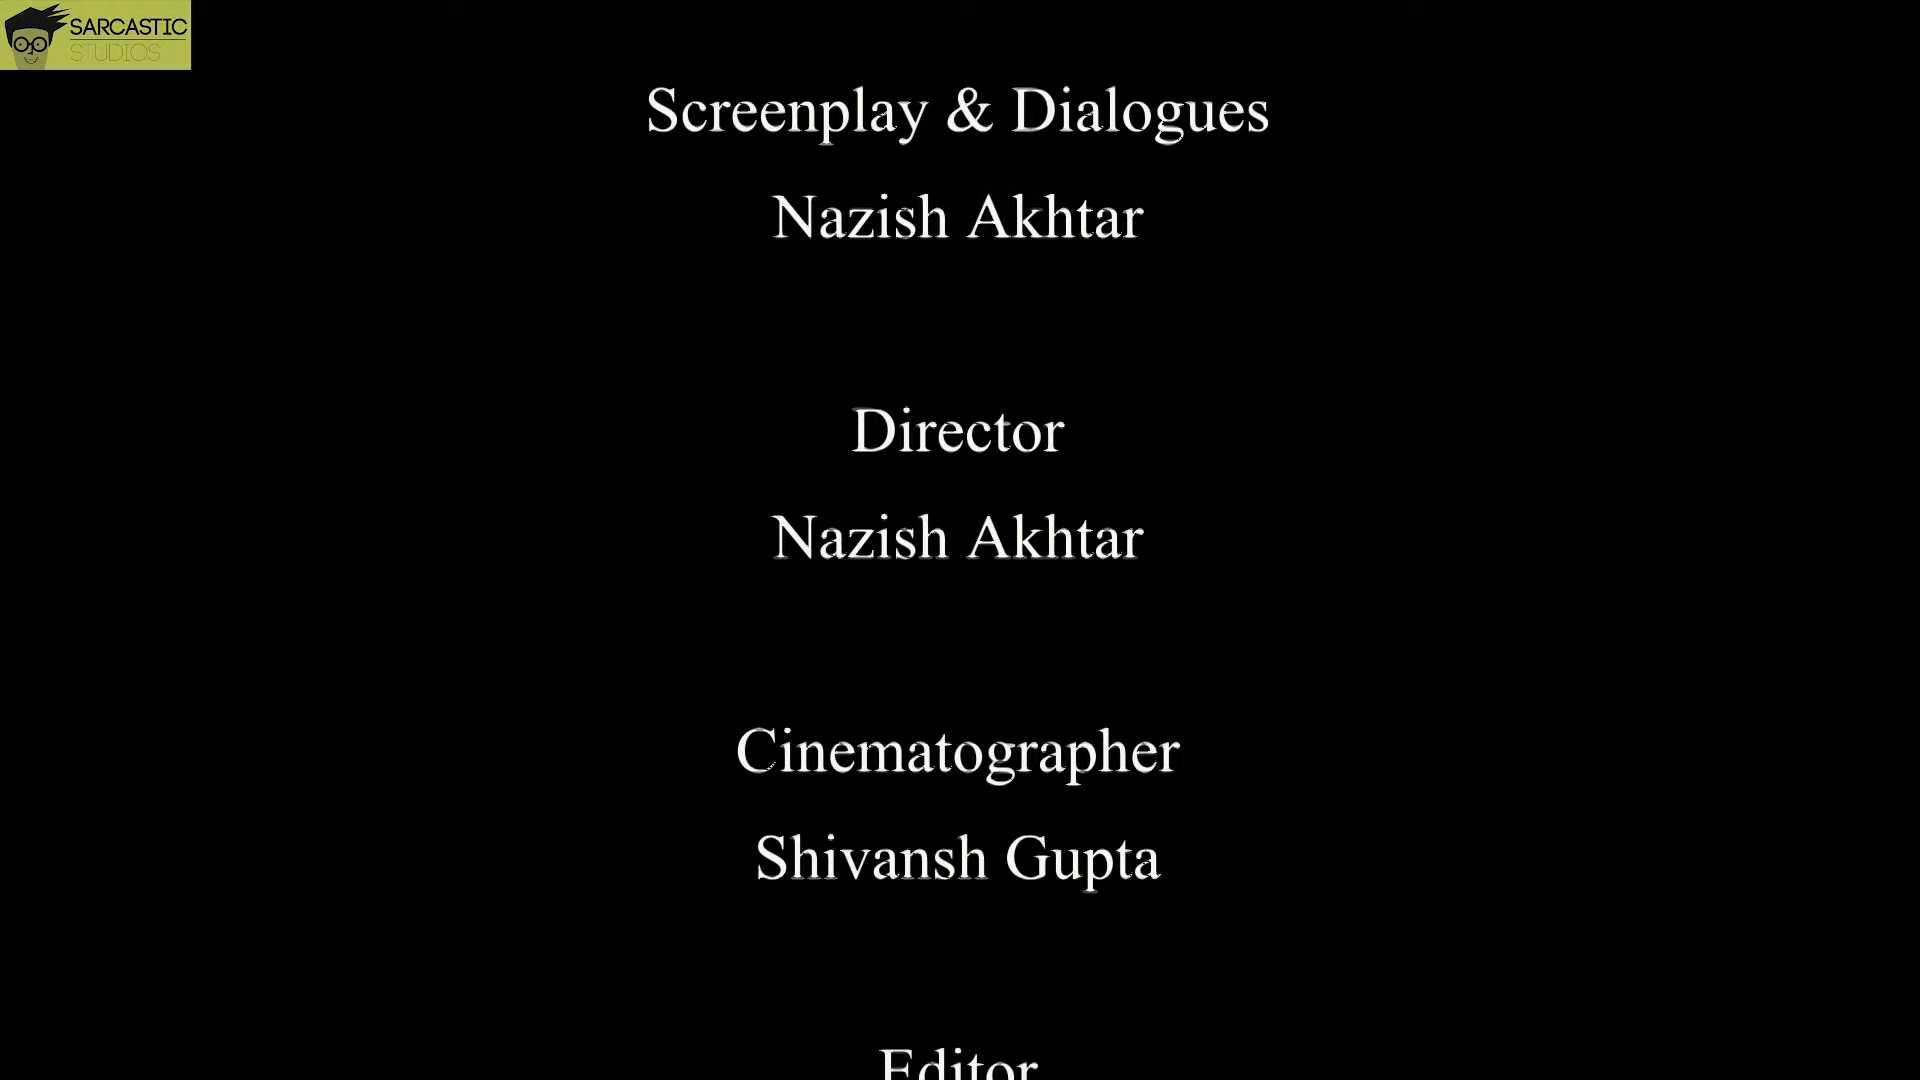 SARCASTIC
STUDIOS
Screenplay & Dialogues
Nazish Akhtar
Director
Nazish Akhtar
Cinematographer
Shivansh Gupta
Editor